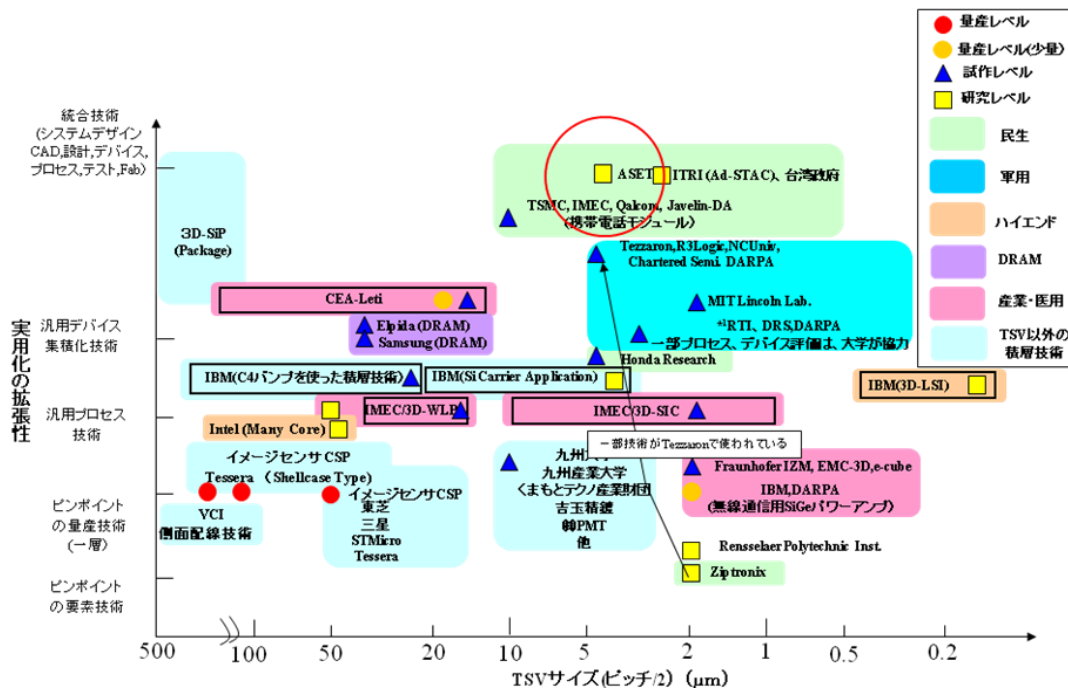 量産レベル
量産レベル(少量)
試作レベル
研究レベル
民生
軍用
ハイエンド
DRAM
産業・医用
TSV以外の
積層技術
統合技術
(システムデザイン
CAD,設計,デバイス,
プロセス,テスト,Fab)
汎用デバイス
集積化技術
汎用プロセス
技術
ピンポイント
の量産技術
(一層)
ピンポイント
の要素技術
実用化の拡張性
3D-SiP
(Package)
ASET
ITRI (Ad-STAC)、台湾政府
TSMC, IMEC, Qalcom, Javelin-DA
(携帯電話モジュール)
Tezzaron,R3Logic,NCUniv,
Chartered Semi. DARPA
CEA-Leti
MIT Lincoln Lab.
Elpida (DRAM)
Samsung (DRAM)
*1RTI、DRS,DARPA
一部プロセス、デバイス評価は、大学が協力
Honda Research
IBM(C4バンプを使った積層技術)
IBM(Si Carrier Application)
IBM(3D-LSI)
IMEC/3D-WLP
IMEC/3D-SIC
Intel (Many Core)
一部技術がTezzaronで使われている
イメージセンサ CSP
Tessera (Shellcase Type)
VCI
側面配線技術
イメージセンサCSP
東芝
三星
STMicro
Tessera
九州大学
九州産業大学
くまもとテクノ産業財団
吉玉精鍍
㈱PMT
他
Fraunhofer IZM, EMC-3D,e-cube
IBM,DARPA
(無線通信用SiGeパワーアンプ)
Rensselaer Polytechnic Inst.
Ziptronix
500 100 50 20 10 5 2 1 0.2
TSVサイズ(ピッチ/2) (μm)